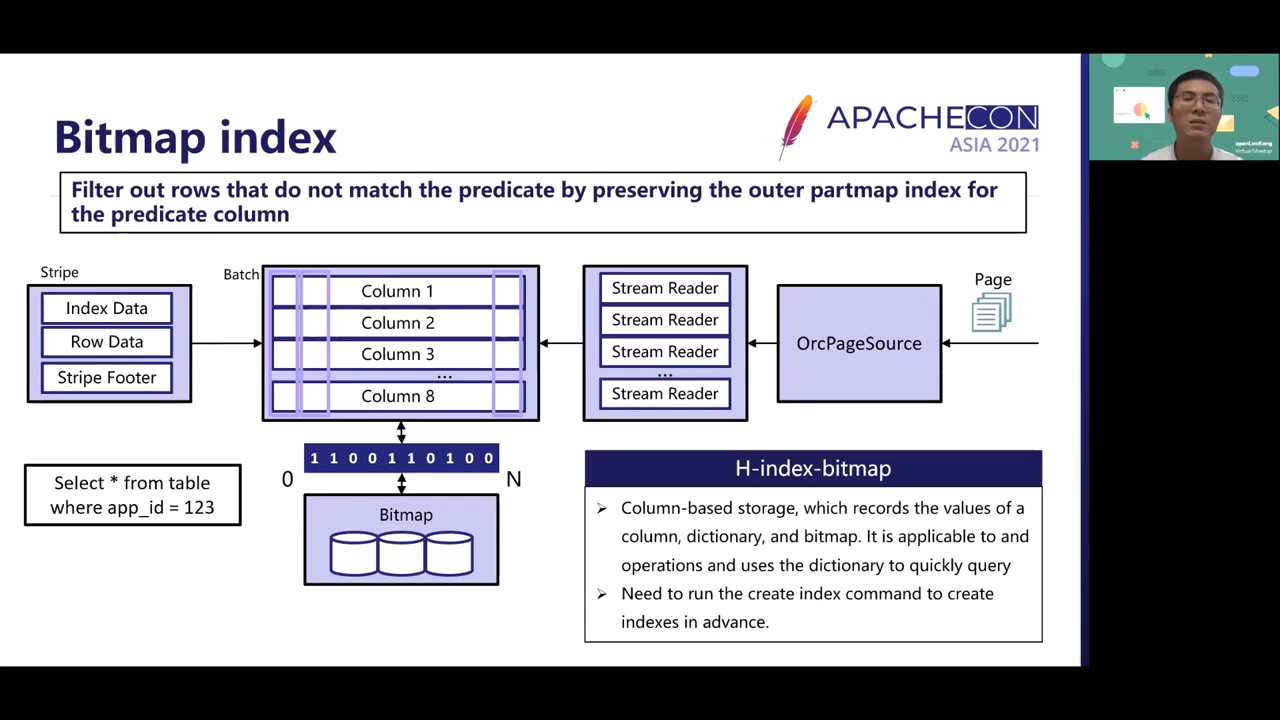 Bitmap index
APACHECON
ASIA 2021
Filter out rows that do not match the predicate by preserving the outer partmap index for
the predicate column
Stripe
Index Data
Row Data
Stripe Footer
Batch
Column 1
Column 2
Column 3
...
Column 8
Stream Reader
Stream Reader
Stream Reader
...
Stream Reader
OrcPageSource
Page
1 1 0 0 1 1 0 1 0 0
0
N
Bitmap
Select * from table
where app_id = 123
H-index-bitmap
➢ Column-based storage, which records the values of a
column, dictionary, and bitmap. It is applicable to and
operations and uses the dictionary to quickly query
➢ Need to run the create index command to create
indexes in advance.
openLooKeng
Virtual Meetup